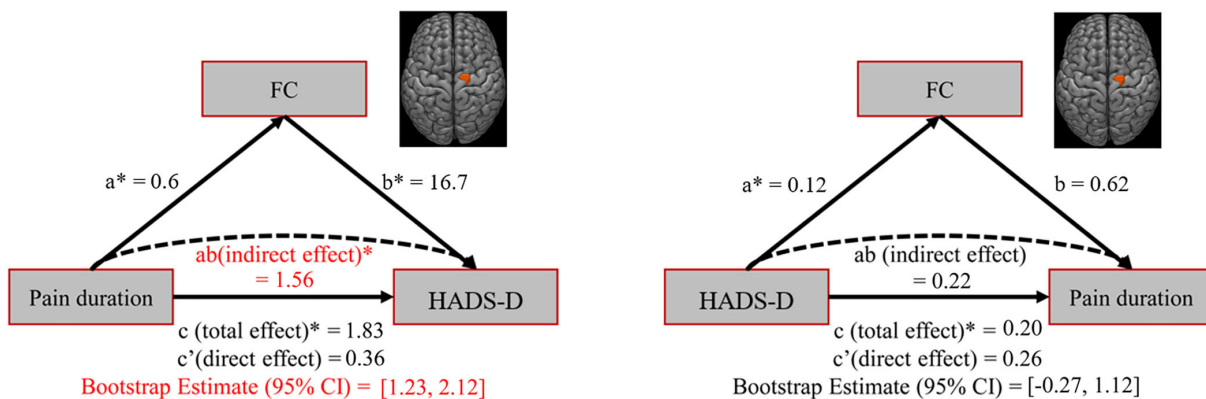 FC
a* = 0.6
b* = 16.7
ab(indirect effect)*
= 1.56
Pain duration
HADS-D
c (total effect)* = 1.83
c’(direct effect) = 0.36
Bootstrap Estimate (95% CI) = [1.23, 2.12]
FC
a* = 0.12
b = 0.62
ab (indirect effect)
= 0.22
HADS-D
Pain duration
c (total effect)* = 0.20
c’(direct effect) = 0.26
Bootstrap Estimate (95% CI) = [-0.27, 1.12]